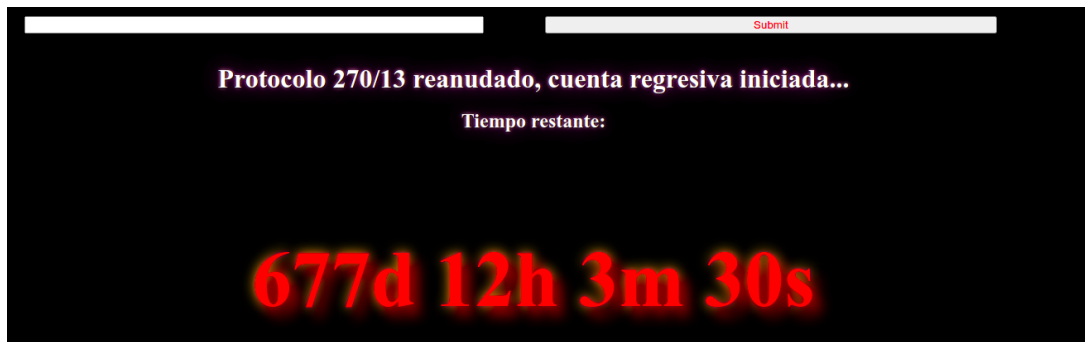 Submit
Protocolo 270/13 reanudado, cuenta regresiva iniciada...
Tiempo restante:
677d 12h 3m 30s